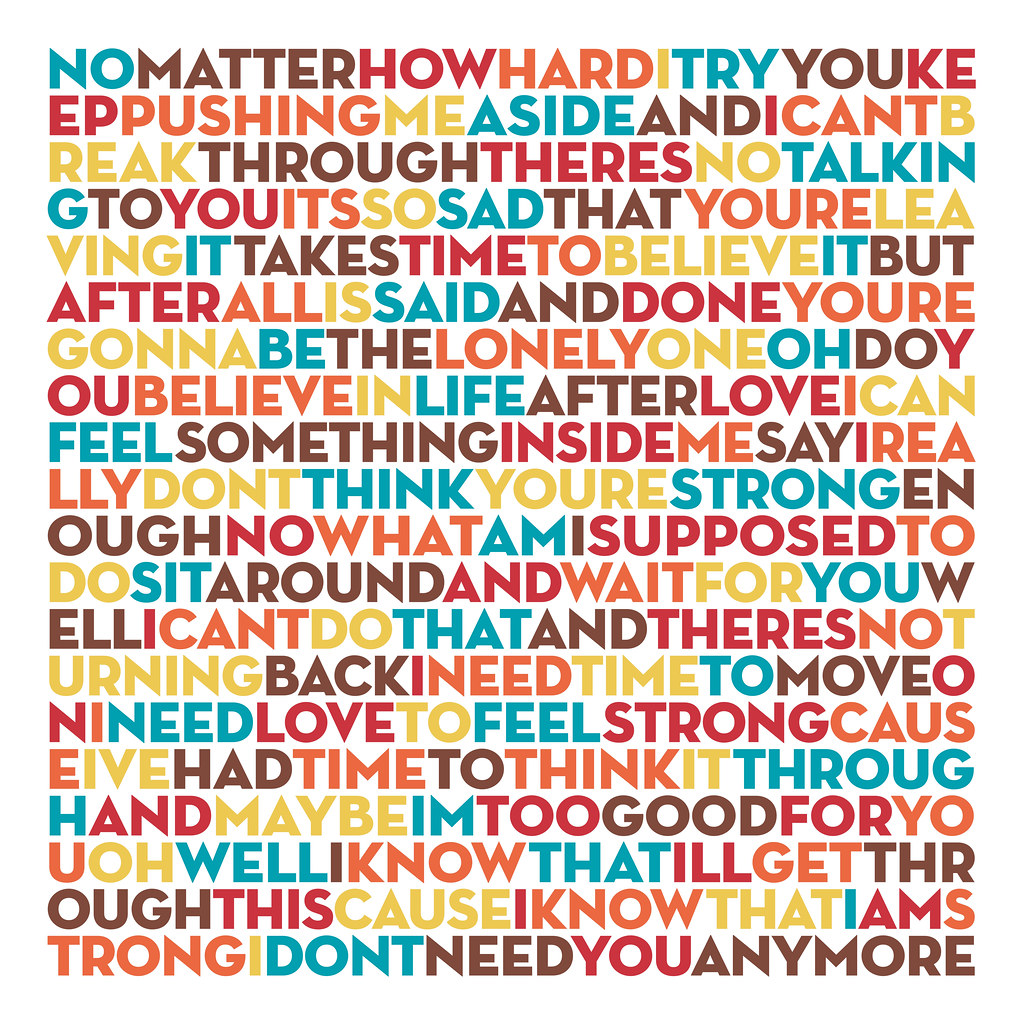 NOMATTERHOWHARDITRYYOUKE
EPPUSHINGMEASIDEANDICANTB
REAKTHROUGHTHERESNOTALKIN
GTOYOUITSSOSADTHATYOURELEA
VINGITTAKESTIMETOBELIEVEITBUT
AFTERALLISSAIDANDDONEYOURE
GONNABETHELONELYONEOHDOY
OUBELIEVEINLIFEAFTERLOVEICAN
FEELSOMETHINGINSIDEMESAYIREA
LLYDONTTHINKYOURESTRONGEN
OUGHNOWHATAMISUPPOSEDTO
DOSITAROUNDANDWAITFORYOUW
ELLICANTDOTHATANDTHERESNOT
URNINGBACKINEEDTIMETOMOVEO
NINEEDLOVETOFEELSTRONGCAUS
EIVEHADTIMETOTHINKITTHROUG
HANDMAYBEIMTOOGOODFORYO
UOHWELLIKNOWTHATILLGETTHR
OUGHTHISCAUSEIKNOWTHATIAMS
TRONGIDONTNEEDYOUANYMORE